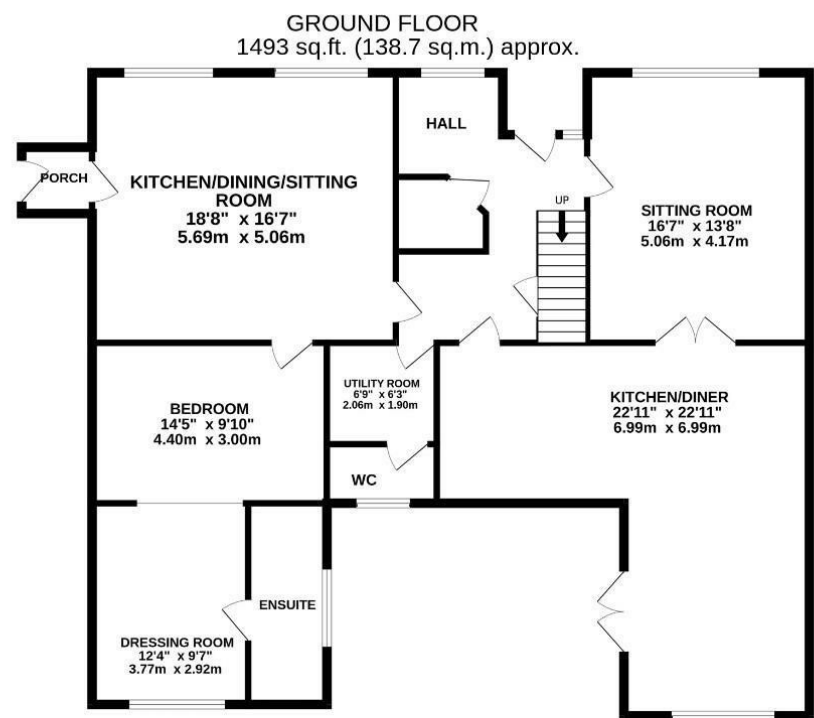 GROUND FLOOR
1493 sq.ft. (138.7 sq.m.) approx.
HALL
PORCH
KITCHEN/DINING/SITTING
ROOM
18'8" x 16'7"
5.69m x 5.06m
UP
SITTING ROOM
16'7" x 13'8"
5.06m x 4.17m
UTILITY ROOM
6'9" x 6'3"
2.06m x 1.90m
KITCHEN/DINER
22'11" x 22'11"
6.99m x 6.99m
BEDROOM
14'5" x 9'10"
4.40m x 3.00m
WC
ENSUITE
DRESSING ROOM
12'4" x 9'7"
3.77m x 2.92m